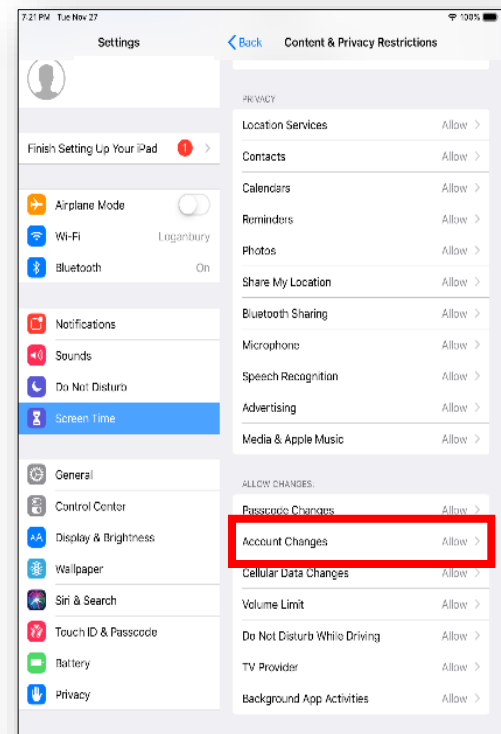 7:21 PM Tue Nov 27
100%
Settings
Back
Content & Privacy Restrictions
Finish Setting Up Your iPad
1
Airplane Mode
Wi-Fi Loganbury
Bluetooth On
Notifications
Sounds
Do Not Disturb
Screen Time
General
Control Center
AA Display & Brightness
Wallpaper
Siri & Search
Touch ID & Passcode
Battery
Privacy
PRIVACY
Location Services Allow
Contacts Allow
Calendars Allow
Reminders Allow
Photos Allow
Share My Location Allow
Bluetooth Sharing Allow
Microphone Allow
Speech Recognition Allow
Advertising Allow
Media & Apple Music Allow
ALLOW CHANGES:
Passcode Changes Allow
Account Changes Allow
Cellular Data Changes Allow
Volume Limit Allow
Do Not Disturb While Driving Allow
TV Provider Allow
Background App Activities Allow